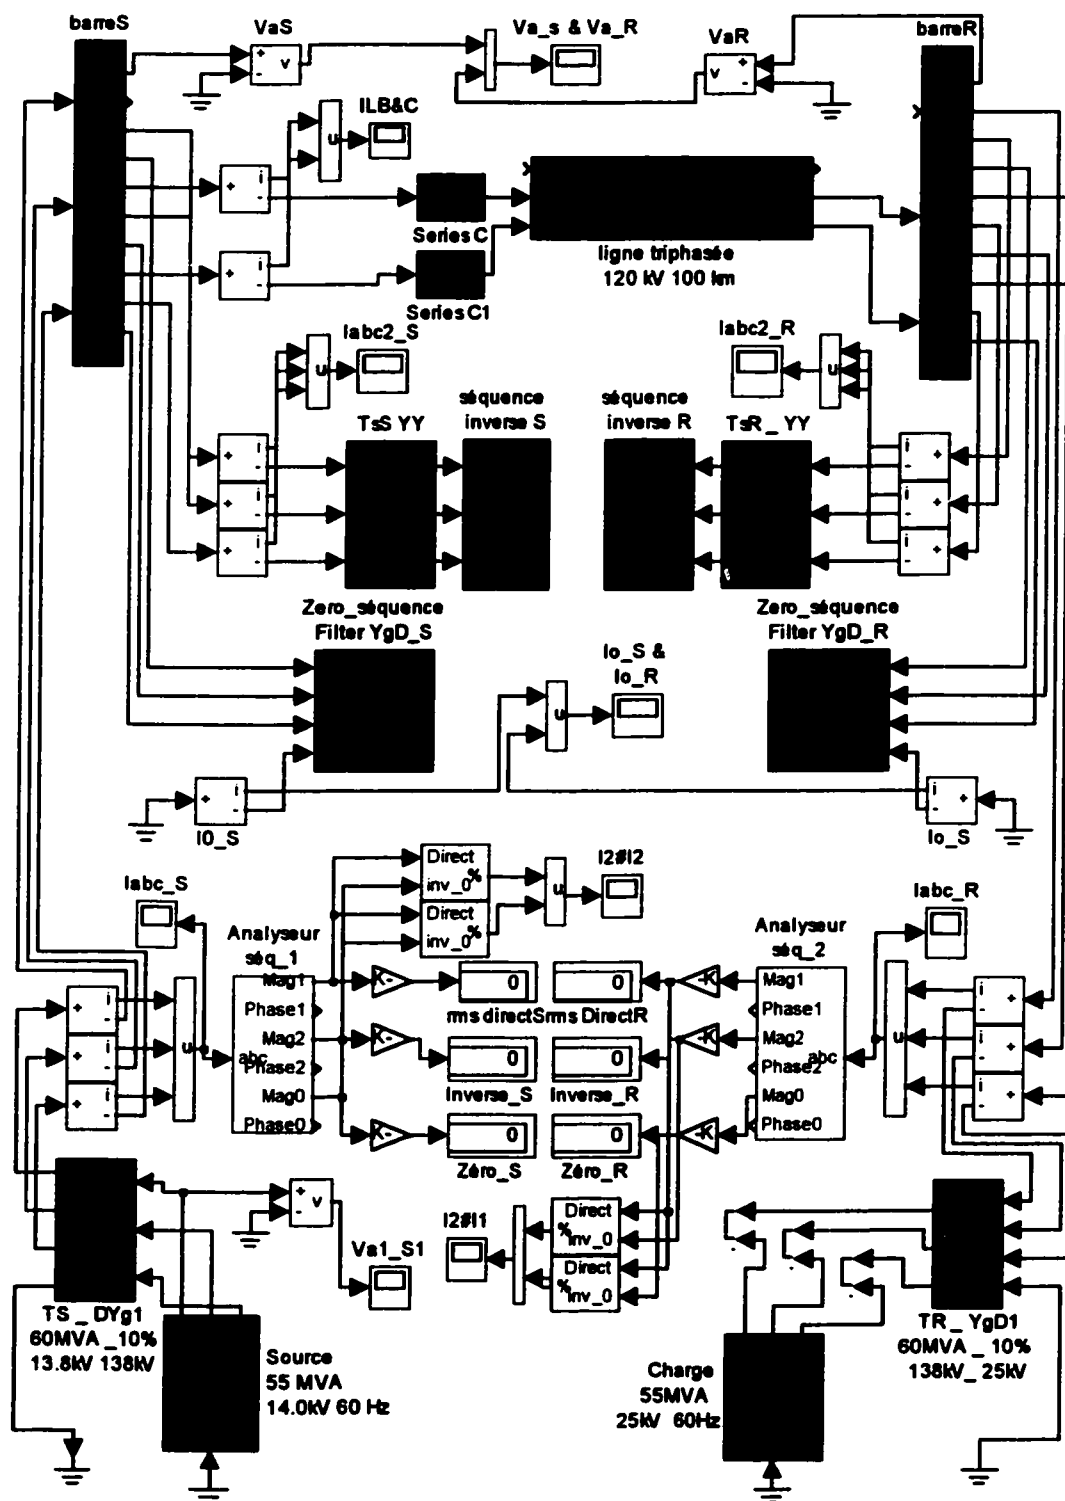 barreS
VaS
Va_s & Va_R
VaR
barreR
+
-
v
v
+
-
ILB&C
u
+
i
-
Series C
ligne triphasée
120 kV 100 km
+
i
-
Series C1
Iabc2_S
u
Iabc2_R
u
TsS YY
séquence
inverse S
séquence
inverse R
TsR_ YY
+
i
-
+
i
-
+
i
-
i
+
-
i
+
-
i
+
-
Zero_séquence
Filter YgD_S
Zero_séquence
Filter YgD_R
Io_S &
Io_R
u
+
i
-
I0_S
i
+
-
Io_S
Direct
inv_0
%
Direct
inv_0
%
u
I2#I2
Iabc_S
Iabc_R
Analyseur
séq_1
Analyseur
séq_2
Mag1
Phase1
Mag2
abc
Phase2
Mag0
Phase0
K-
0
0
-K
rms directS
rms DirectR
K-
0
0
-K
Inverse_S
Inverse_R
K-
0
0
-K
Zéro_S
Zéro_R
Mag1
Phase1
Mag2
abc
Phase2
Mag0
Phase0
+
i
-
+
i
-
+
i
-
u
u
i
+
-
i
+
-
i
+
-
+
-
v
Va1_S1
I2#I1
Direct
%
inv_0
Direct
%
inv_0
TS _ DYg1
60MVA _10%
13.8kV 138kV
Source
55 MVA
14.0kV 60 Hz
Charge
55MVA
25kV 60Hz
TR _ YgD1
60MVA _ 10%
138kV_ 25kV